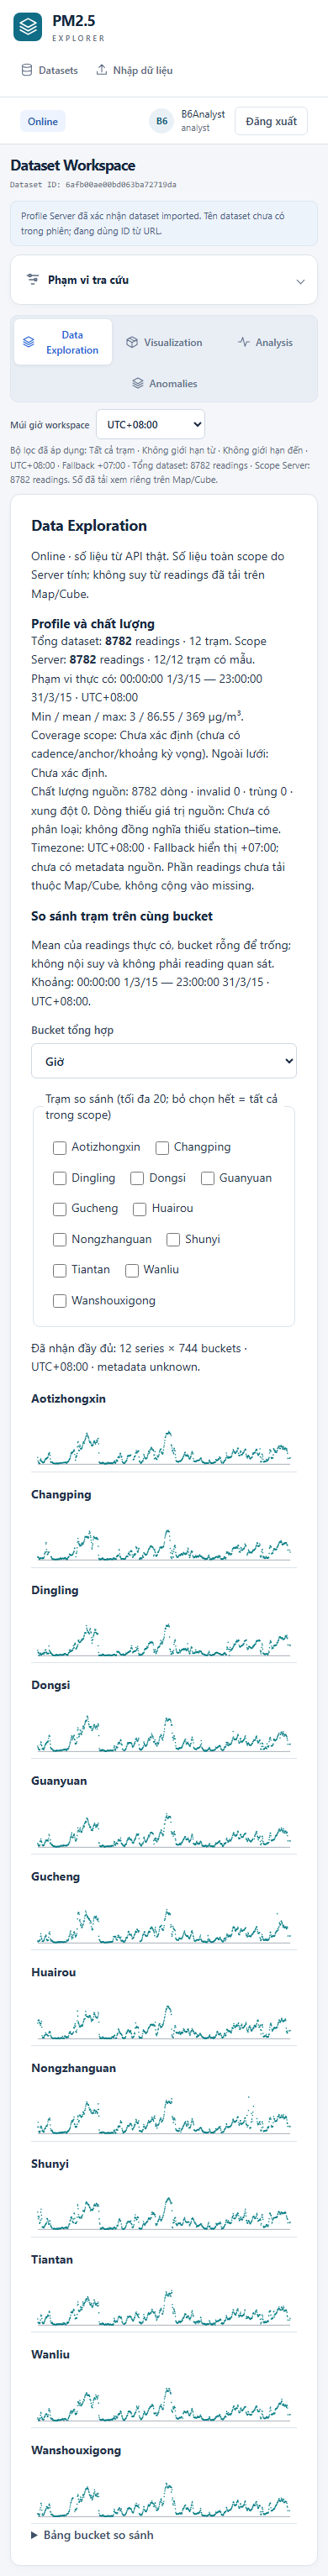 PM2.5
EXPLORER
Datasets
Nhập dữ liệu
Online
B6
B6Analyst
analyst
Đăng xuất
Dataset Workspace
Dataset ID: 6afb00ae00bd063ba72719da
Profile Server đã xác nhận dataset imported. Tên dataset chưa có
trong phiên; đang dùng ID từ URL.
Phạm vi tra cứu
Data
Exploration
Visualization
Analysis
Anomalies
Múi giờ workspace
UTC+08:00
Bộ lọc đã áp dụng: Tất cả trạm · Không giới hạn từ · Không giới hạn đến ·
UTC+08:00 · Fallback +07:00 · Tổng dataset: 8782 readings · Scope Server:
8782 readings. Số đã tải xem riêng trên Map/Cube.
Data Exploration
Online · số liệu từ API thật. Số liệu toàn scope do
Server tính; không suy từ readings đã tải trên
Map/Cube.
Profile và chất lượng
Tổng dataset: 8782 readings · 12 trạm. Scope
Server: 8782 readings · 12/12 trạm có mẫu.
Phạm vi thực có: 00:00:00 1/3/15 — 23:00:00
31/3/15 · UTC+08:00
Min / mean / max: 3 / 86.55 / 369 µg/m³.
Coverage scope: Chưa xác định (chưa có
cadence/anchor/khoảng kỳ vọng). Ngoài lưới:
Chưa xác định.
Chất lượng nguồn: 8782 dòng · invalid 0 · trùng 0 ·
xung đột 0. Dòng thiếu giá trị nguồn: Chưa có
phân loại; không đồng nghĩa thiếu station–time.
Timezone: UTC+08:00 · Fallback hiển thị +07:00;
chưa có metadata nguồn. Phần readings chưa tải
thuộc Map/Cube, không cộng vào missing.
So sánh trạm trên cùng bucket
Mean của readings thực có, bucket rỗng để trống;
không nội suy và không phải reading quan sát.
Khoảng: 00:00:00 1/3/15 — 23:00:00 31/3/15 ·
UTC+08:00.
Bucket tổng hợp
Giờ
Trạm so sánh (tối đa 20; bỏ chọn hết = tất cả
trong scope)
Aotizhongxin
Changping
Dingling
Dongsi
Guanyuan
Gucheng
Huairou
Nongzhanguan
Shunyi
Tiantan
Wanliu
Wanshouxigong
Đã nhận đầy đủ: 12 series × 744 buckets ·
UTC+08:00 · metadata unknown.
Aotizhongxin
Changping
Dingling
Dongsi
Guanyuan
Gucheng
Huairou
Nongzhanguan
Shunyi
Tiantan
Wanliu
Wanshouxigong
Bảng bucket so sánh